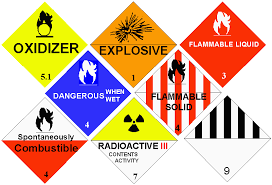 OXIDIZER
5.1
EXPLOSIVE
1
FLAMMABLE LIQUID
3
DANGEROUS WHEN
WET
4
FLAMMABLE
SOLID
4
Spontaneously
Combustible
4
RADIOACTIVE III
CONTENTS
ACTIVITY
7
9